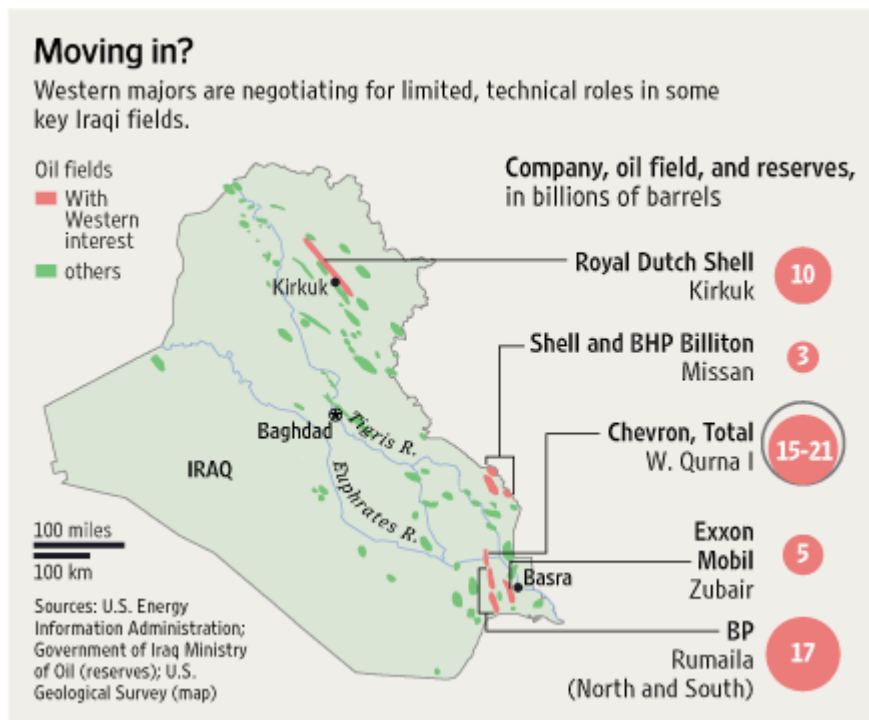 Moving in?
Western majors are negotiating for limited, technical roles in some
key Iraqi fields.
Oil fields
With
Western
interest
others
Company, oil field, and reserves,
in billions of barrels
Royal Dutch Shell
Kirkuk
10
Kirkuk
Shell and BHP Billiton
Missan
3
Chevron, Total
W. Qurna I
15-21
Baghdad
Tigris R.
IRAQ
Euphrates R.
Exxon
Mobil
Zubair
5
Basra
BP
Rumaila
(North and South)
17
100 miles
100 km
Sources: U.S. Energy
Information Administration;
Government of Iraq Ministry
of Oil (reserves); U.S.
Geological Survey (map)